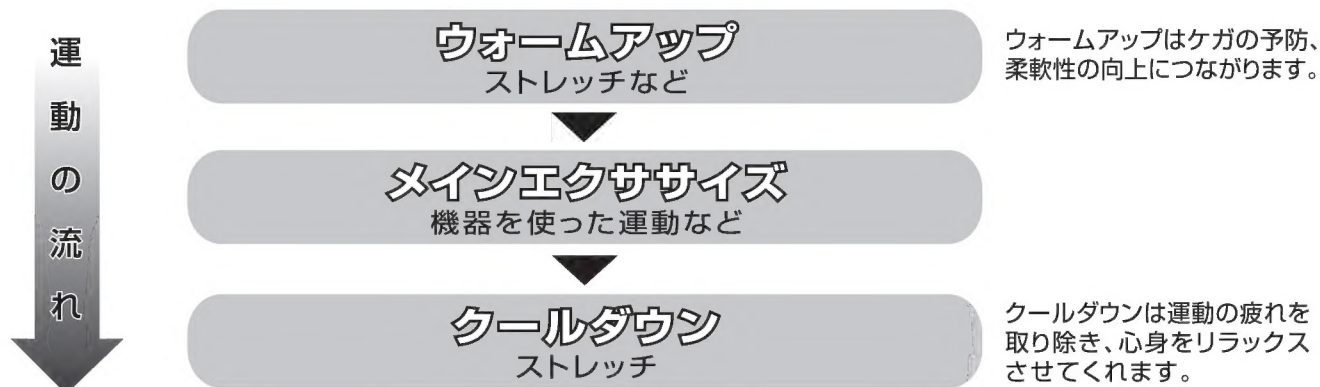 運動の流れ
ウォームアップ
ストレッチなど
ウォームアップはケガの予防、
柔軟性の向上につながります。
メインエクササイズ
機器を使った運動など
クールダウン
ストレッチ
クールダウンは運動の疲れを
取り除き、心身をリラックス
させてくれます。